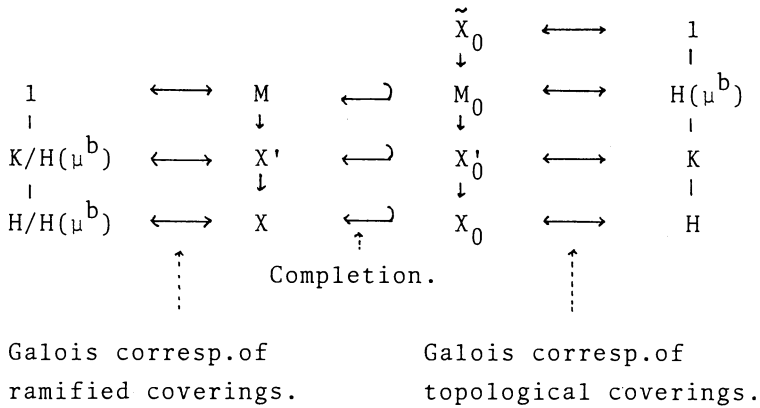 X̃₀ ⟷ 1
↓ |
1 ⟷ M ↩ M₀ ⟷ H(μᵇ)
| ↓ ↓ |
K/H(μᵇ) ⟷ X' ↩ X'₀ ⟷ K
| ↓ ↓ |
H/H(μᵇ) ⟷ X ↩ X₀ ⟷ H
Completion.
Galois corresp.of Galois corresp.of
ramified coverings. topological coverings.